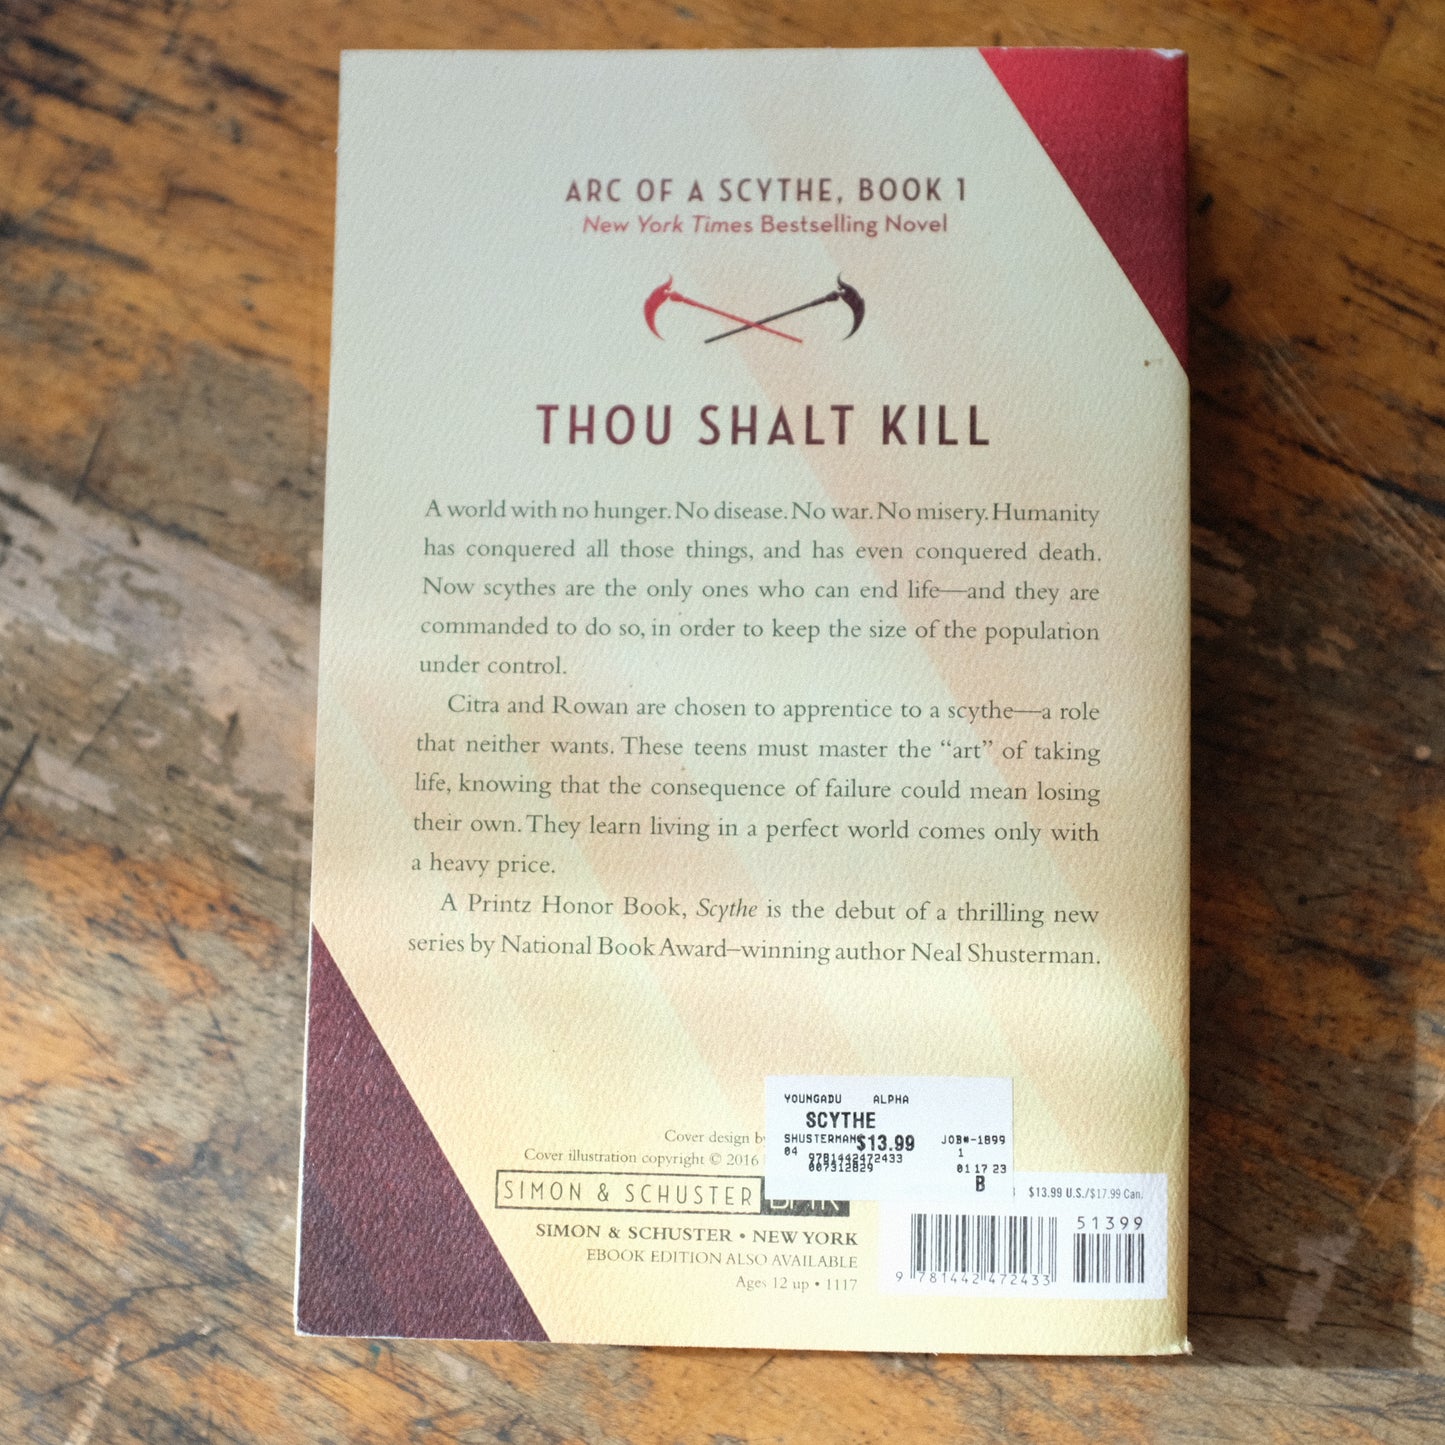 ARC OF A SCYTHE, BOOK 1
New York Times Bestselling Novel
THOU SHALT KILL
A world with no hunger. No disease. No war. No misery. Humanity
has conquered all those things, and has even conquered death.
Now scythes are the only ones who can end life—and they are
commanded to do so, in order to keep the size of the population
under control.
Citra and Rowan are chosen to apprentice to a scythe—a role
that neither wants. These teens must master the “art” of taking
life, knowing that the consequence of failure could mean losing
their own. They learn living in a perfect world comes only with
a heavy price.
A Printz Honor Book, Scythe is the debut of a thrilling new
series by National Book Award–winning author Neal Shusterman.
YOUNGADU ALPHA
SCYTHE
SHUSTERMAN $13.99 JOB#-1899
04 9781442472433 1
007312829 01 17 23
B
Cover design by
Cover illustration copyright © 2016
SIMON & SCHUSTER
SIMON & SCHUSTER • NEW YORK
EBOOK EDITION ALSO AVAILABLE
Ages 12 up • 1117
$13.99 U.S./$17.99 Can.
51399
9 781442 472433